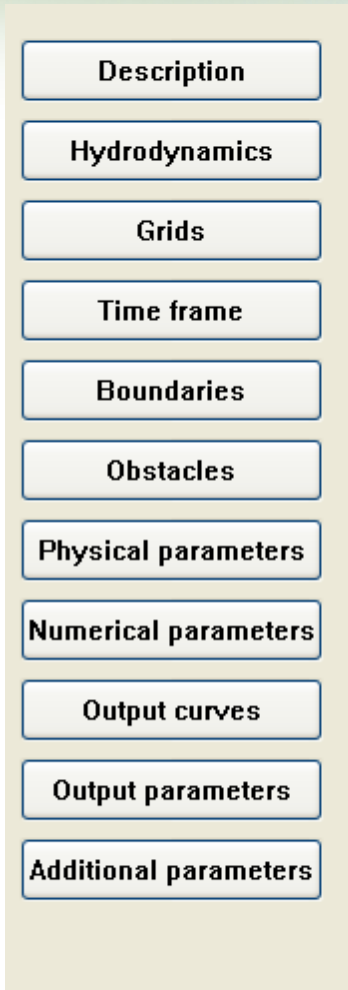 Description
Hydrodynamics
Grids
Time frame
Boundaries
Obstacles
Physical parameters
Numerical parameters
Output curves
Output parameters
Additional parameters